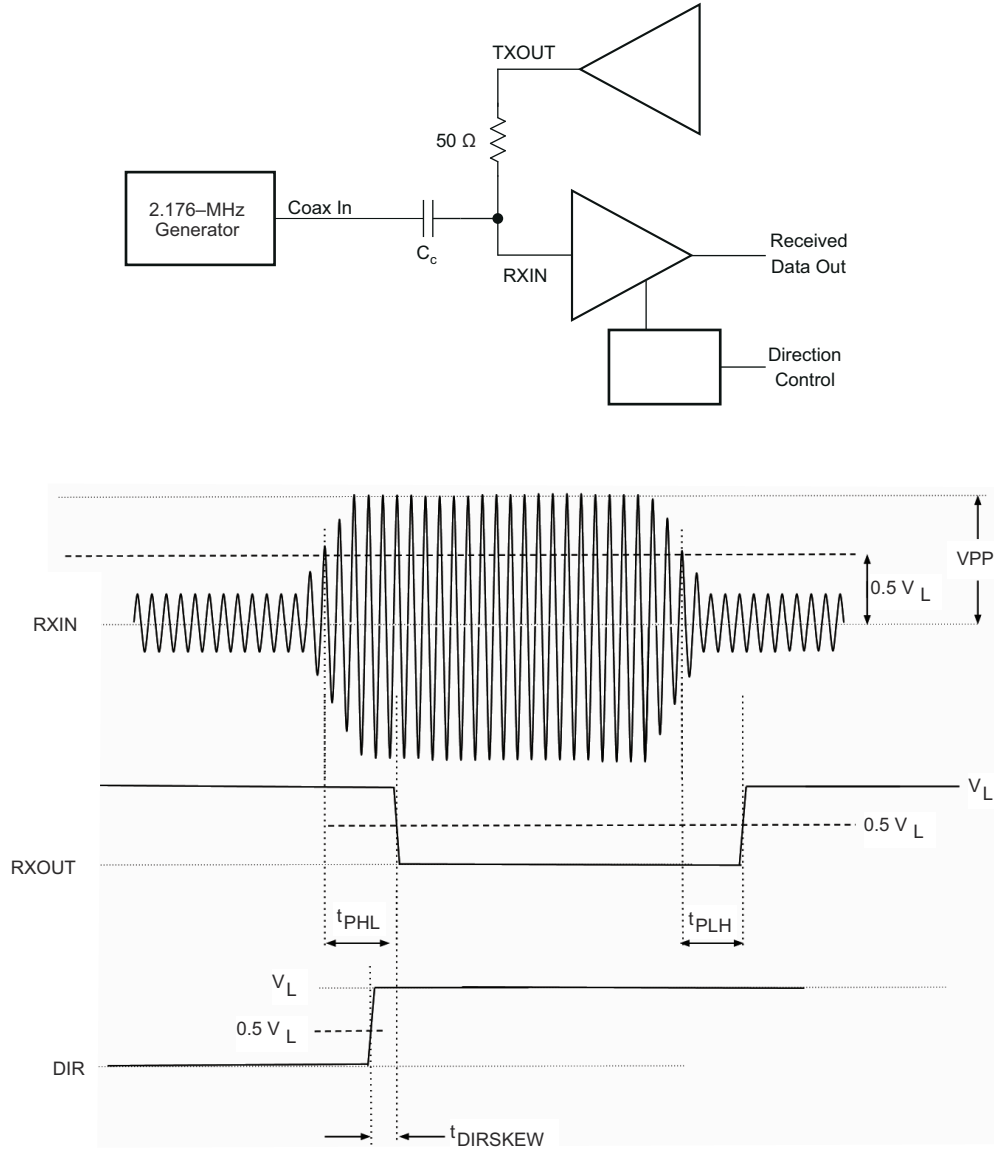 TXOUT
50 Ω
2.176–MHz
Generator
Coax In
C c
RXIN
Received
Data Out
Direction
Control
VPP
0.5 V L
RXIN
V L
0.5 V L
RXOUT
t PHL
t PLH
V L
0.5 V L
DIR
t DIRSKEW